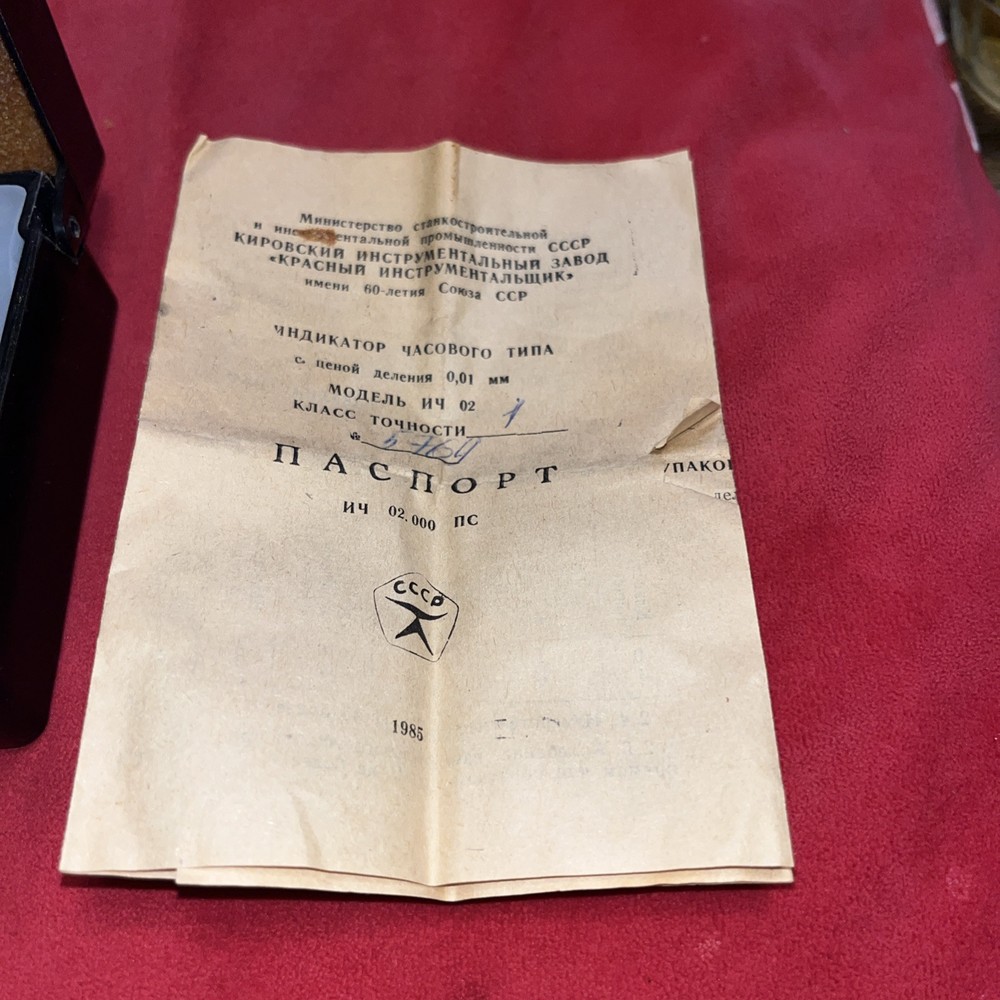 Министерство станкостроительной
и инструментальной промышленности СССР
КИРОВСКИЙ ИНСТРУМЕНТАЛЬНЫЙ ЗАВОД
«КРАСНЫЙ ИНСТРУМЕНТАЛЬЩИК»
имени 60-летия Союза ССР
ИНДИКАТОР ЧАСОВОГО ТИПА
с ценой деления 0,01 мм
МОДЕЛЬ ИЧ 02
КЛАСС ТОЧНОСТИ 1
№
ПАСПОРТ
ИЧ 02.000 ПС
СССР
1985